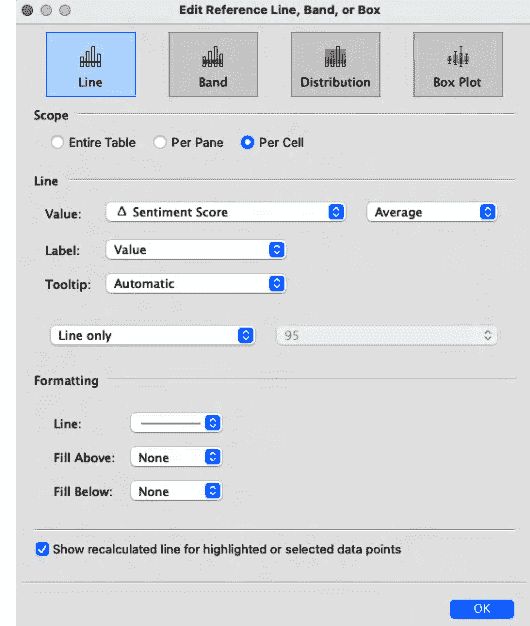 Edit Reference Line, Band, or Box
Line Band Distribution Box Plot
Scope
Entire Table Per Pane Per Cell
Line
Value: Δ Sentiment Score Average
Label: Value
Tooltip: Automatic
Line only 95
Formatting
Line:
Fill Above: None
Fill Below: None
Show recalculated line for highlighted or selected data points
OK